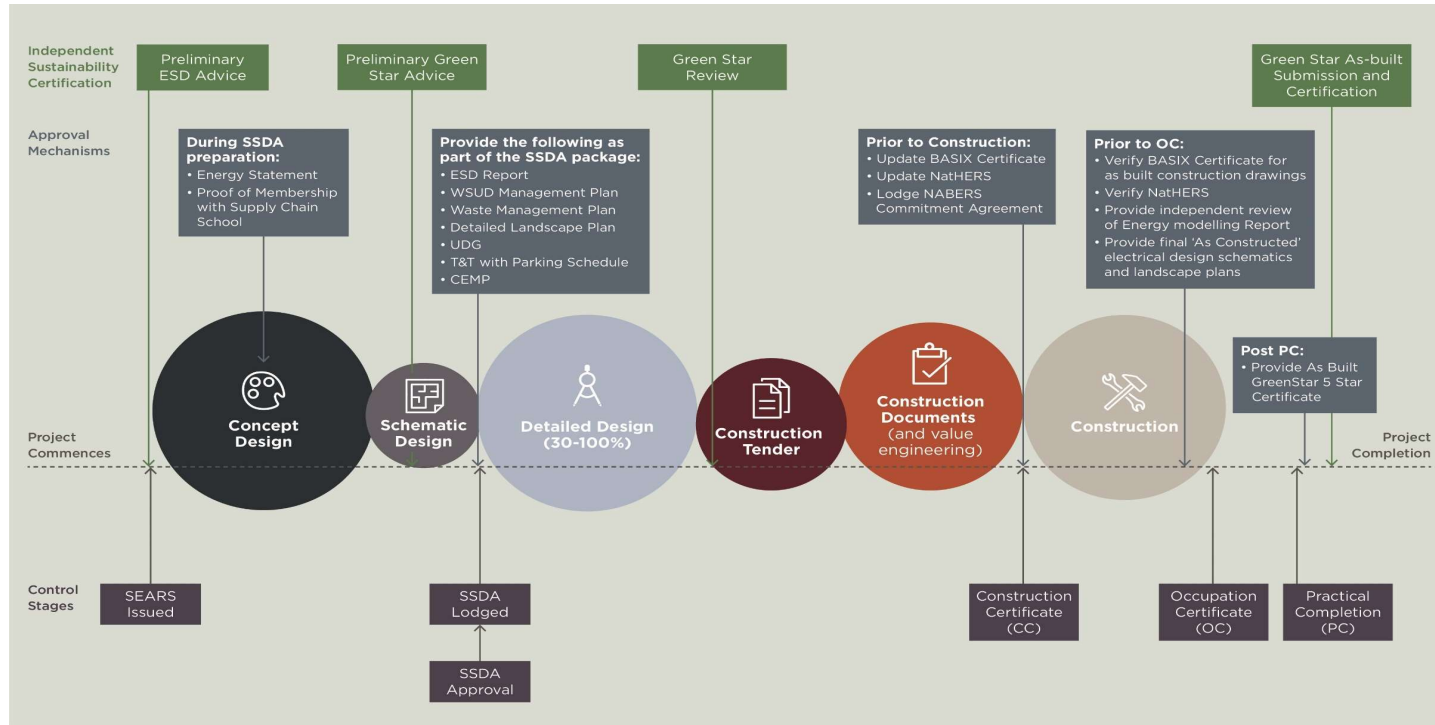 Independent
Sustainability
Certification
Preliminary
ESD Advice
Preliminary Green
Star Advice
Green Star
Review
Green Star As-built
Submission and
Certification
Approval
Mechanisms
During SSDA
preparation:
• Energy Statement
• Proof of Membership
with Supply Chain
School
Provide the following as
part of the SSDA package:
• ESD Report
• WSUD Management Plan
• Waste Management Plan
• Detailed Landscape Plan
• UDG
• T&T with Parking Schedule
• CEMP
Prior to Construction:
• Update BASIX Certificate
• Update NatHERS
• Lodge NABERS
Commitment Agreement
Prior to OC:
• Verify BASIX Certificate for
as built construction drawings
• Verify NatHERS
• Provide independent review
of Energy modelling Report
• Provide final ‘As Constructed’
electrical design schematics
and landscape plans
Post PC:
• Provide As Built
GreenStar 5 Star
Certificate
Project
Commences
Concept
Design
Schematic
Design
Detailed Design
(30-100%)
Construction
Tender
Construction
Documents
(and value
engineering)
Construction
Project
Completion
Control
Stages
SEARS
Issued
SSDA
Lodged
SSDA
Approval
Construction
Certificate
(CC)
Occupation
Certificate
(OC)
Practical
Completion
(PC)